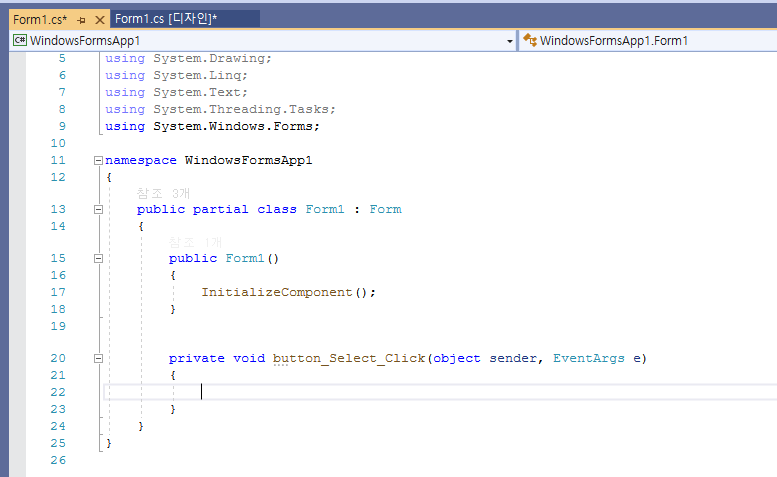 Form1.cs* Form1.cs [디자인]*
C# WindowsFormsApp1 WindowsFormsApp1.Form1
5 using System.Drawing;
6 using System.Linq;
7 using System.Text;
8 using System.Threading.Tasks;
9 using System.Windows.Forms;
10
11 namespace WindowsFormsApp1
12 {
참조 3개
13 public partial class Form1 : Form
14 {
참조 1개
15 public Form1()
16 {
17 InitializeComponent();
18 }
19
20 private void button_Select_Click(object sender, EventArgs e)
21 {
22
23 }
24 }
25 }
26